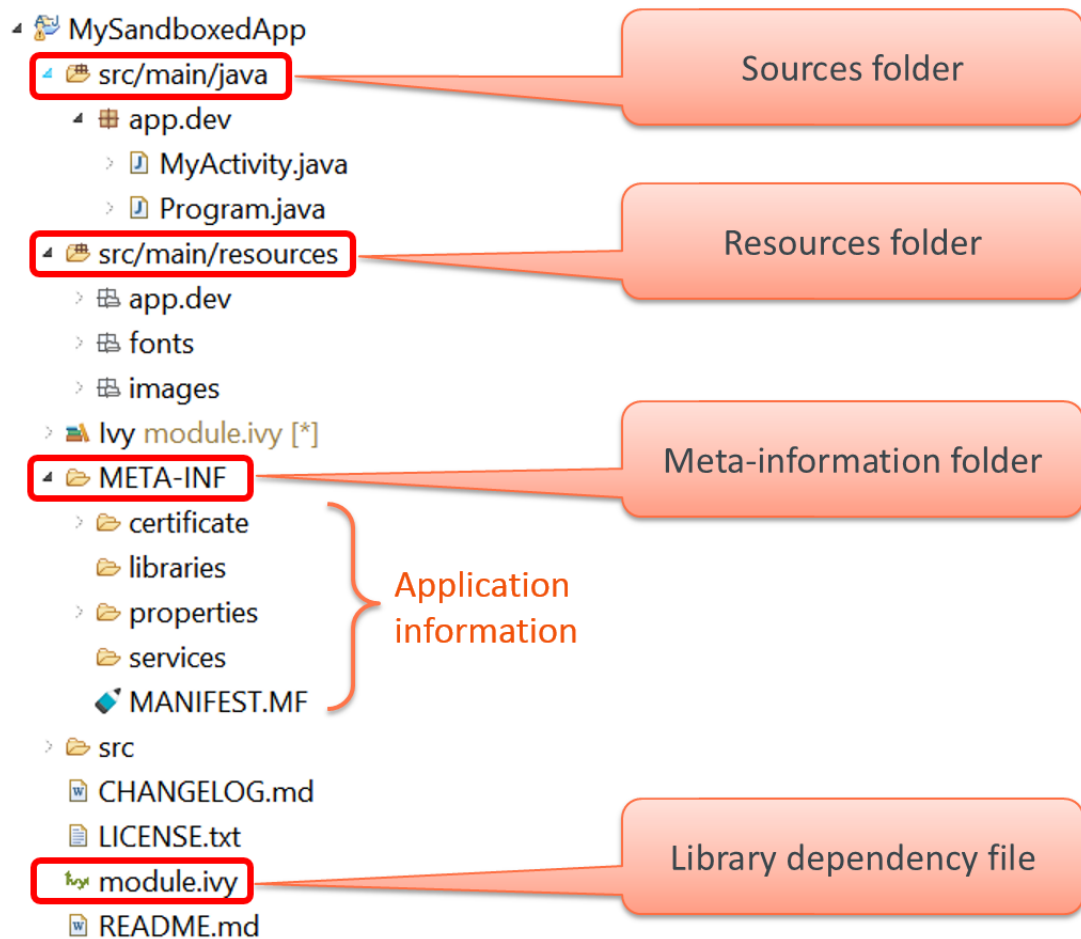 MySandboxedApp
src/main/java
Sources folder
app.dev
MyActivity.java
Program.java
src/main/resources
Resources folder
app.dev
fonts
images
Ivy module.ivy [*]
META-INF
Meta-information folder
certificate
libraries
properties
services
MANIFEST.MF
Application
information
src
CHANGELOG.md
LICENSE.txt
module.ivy
Library dependency file
README.md